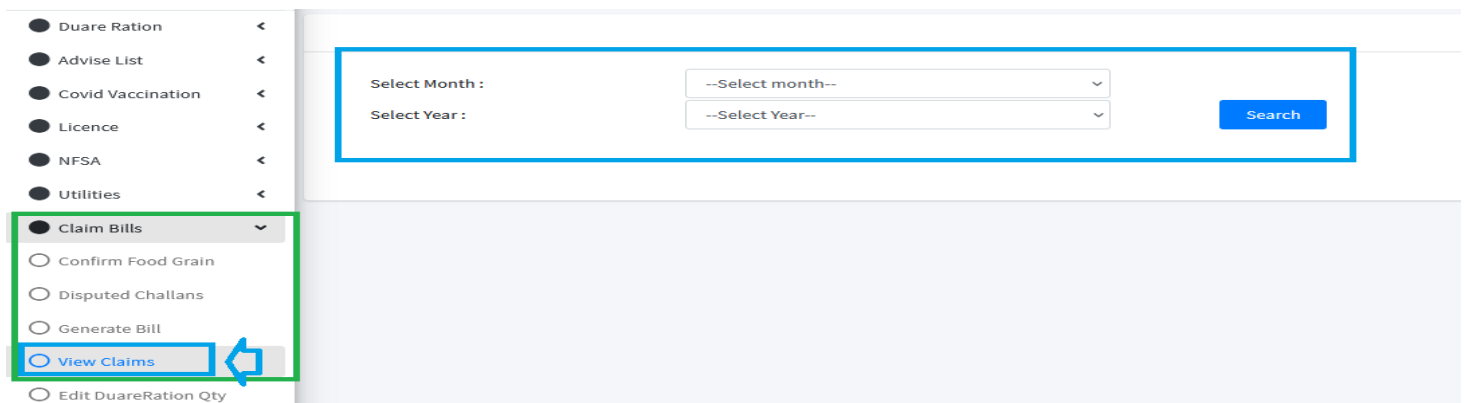 Duare Ration
Advise List
Covid Vaccination
Licence
NFSA
Utilities
Claim Bills
Confirm Food Grain
Disputed Challans
Generate Bill
View Claims
Edit DuareRation Qty
Select Month :
--Select month--
Select Year :
--Select Year--
Search